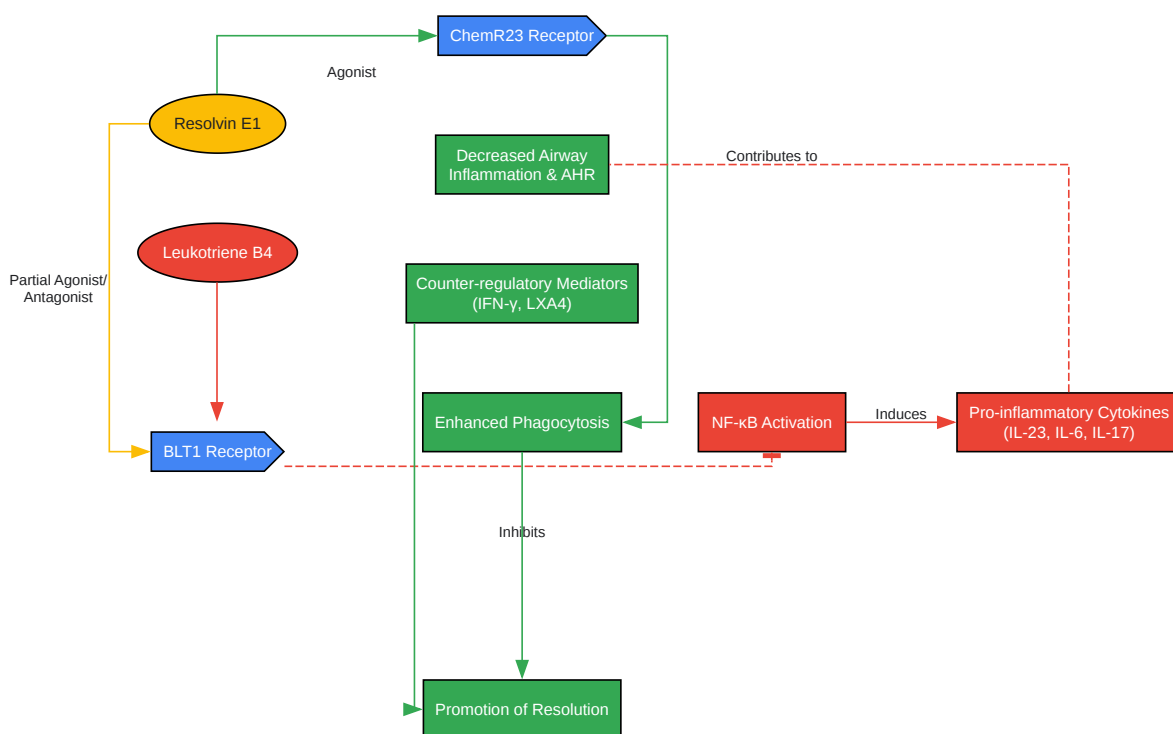 ChemR23 Receptor
Agonist
Resolvin E1
Decreased Airway
Inflammation & AHR
Contributes to
Leukotriene B4
Partial Agonist/
Antagonist
Counter-regulatory Mediators
(IFN-γ, LXA4)
Enhanced Phagocytosis
NF-κB Activation
Induces
Pro-inflammatory Cytokines
(IL-23, IL-6, IL-17)
BLT1 Receptor
Inhibits
Promotion of Resolution